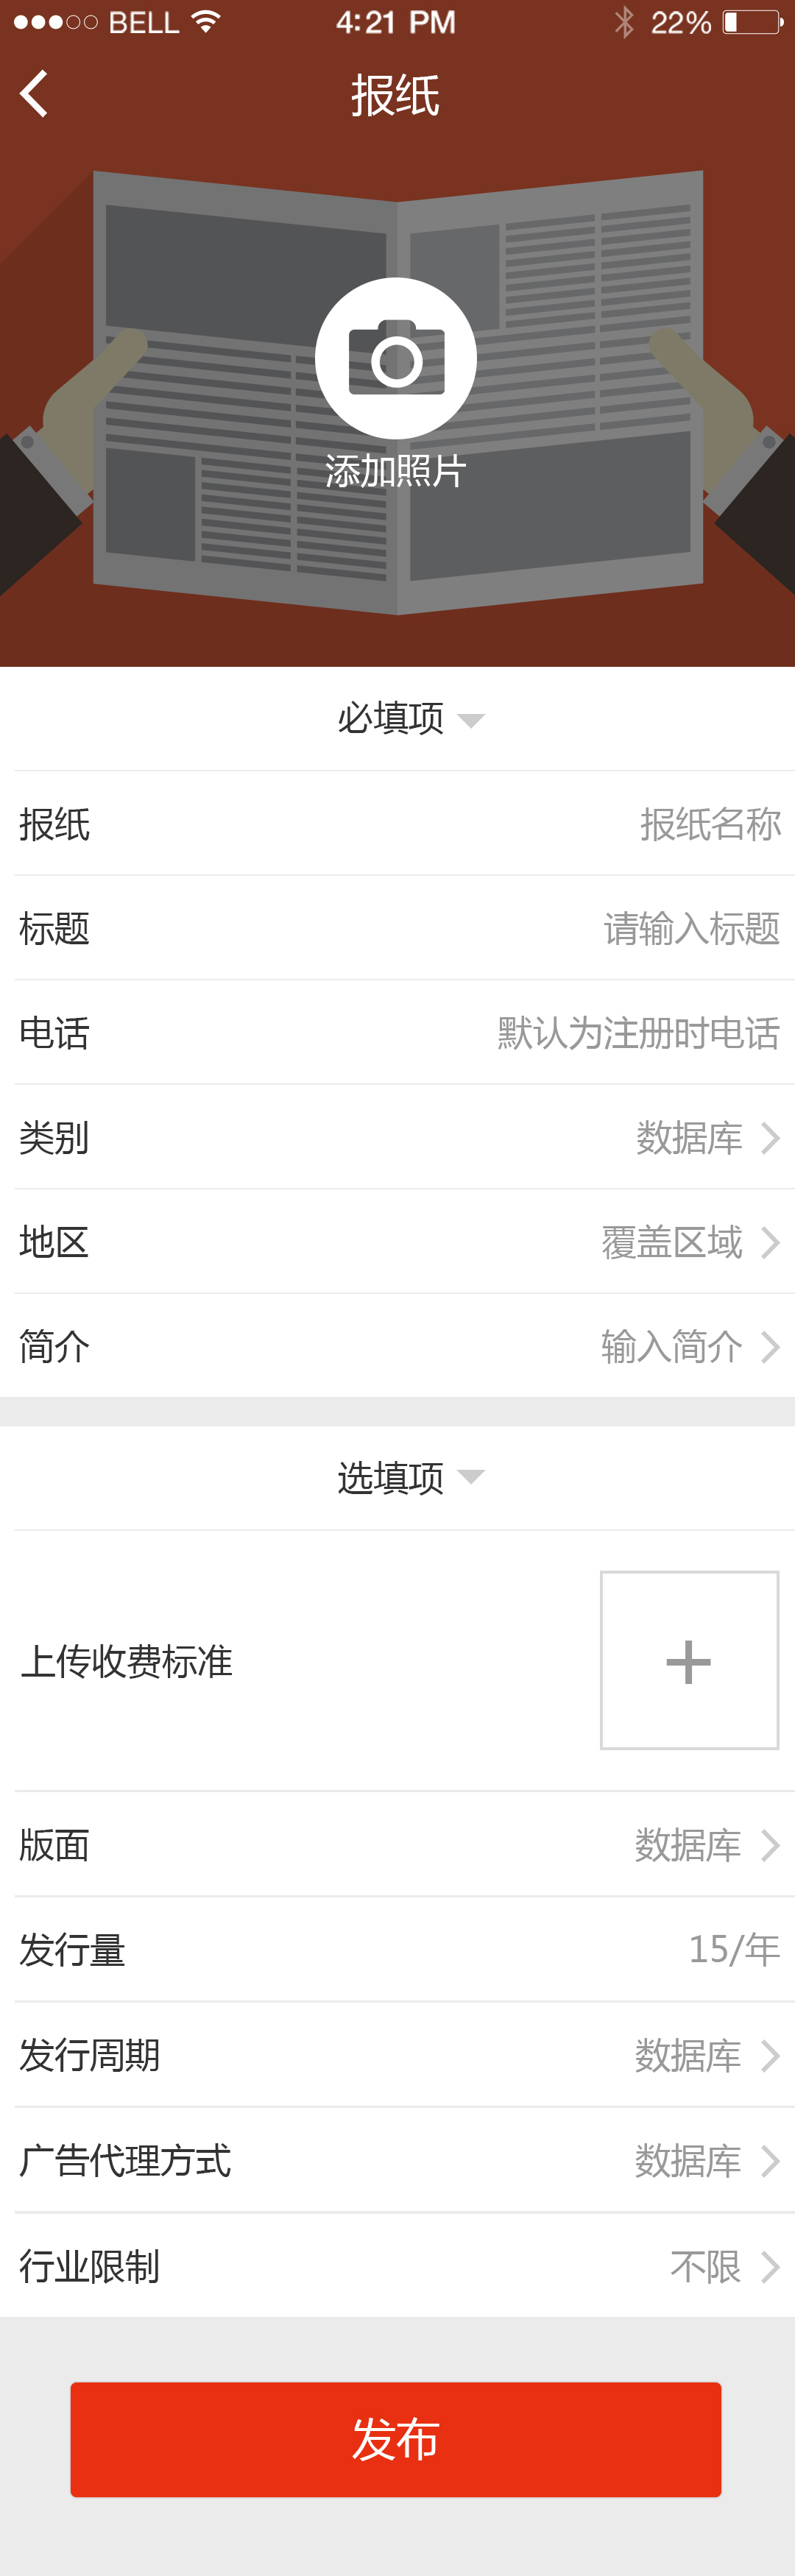 BELL 4:21 PM 22%
报纸
添加照片
必填项
报纸 报纸名称
标题 请输入标题
电话 默认为注册时电话
类别 数据库
地区 覆盖区域
简介 输入简介
选填项
上传收费标准
版面 数据库
发行量 15/年
发行周期 数据库
广告代理方式 数据库
行业限制 不限
发布